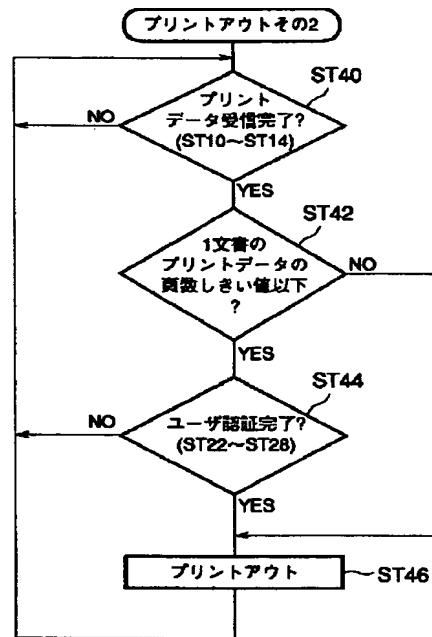 プリントアウトその2
ST40
プリント
データ受信完了?
(ST10～ST14)
NO
YES
ST42
1文書の
プリントデータの
頁数しきい値以下
?
NO
YES
ST44
ユーザ認証完了?
(ST22～ST28)
NO
YES
プリントアウト
ST46